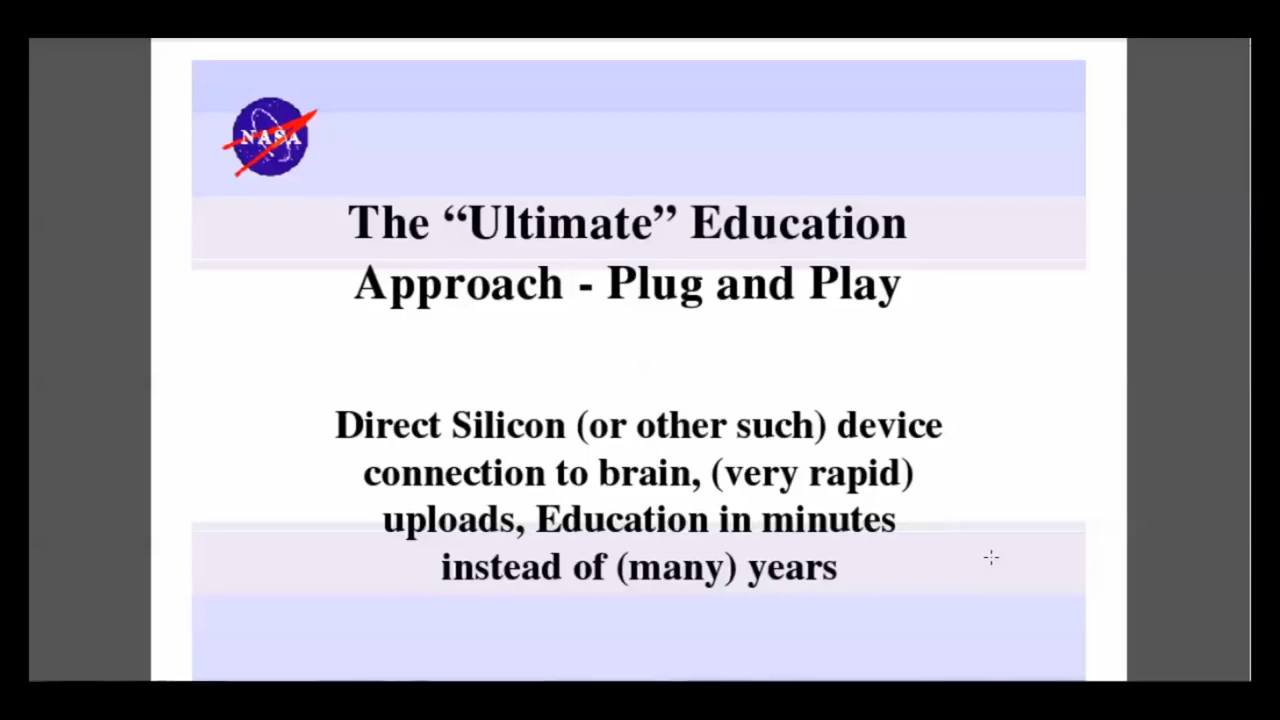 NASA
The “Ultimate” Education
Approach - Plug and Play
Direct Silicon (or other such) device
connection to brain, (very rapid)
uploads, Education in minutes
instead of (many) years